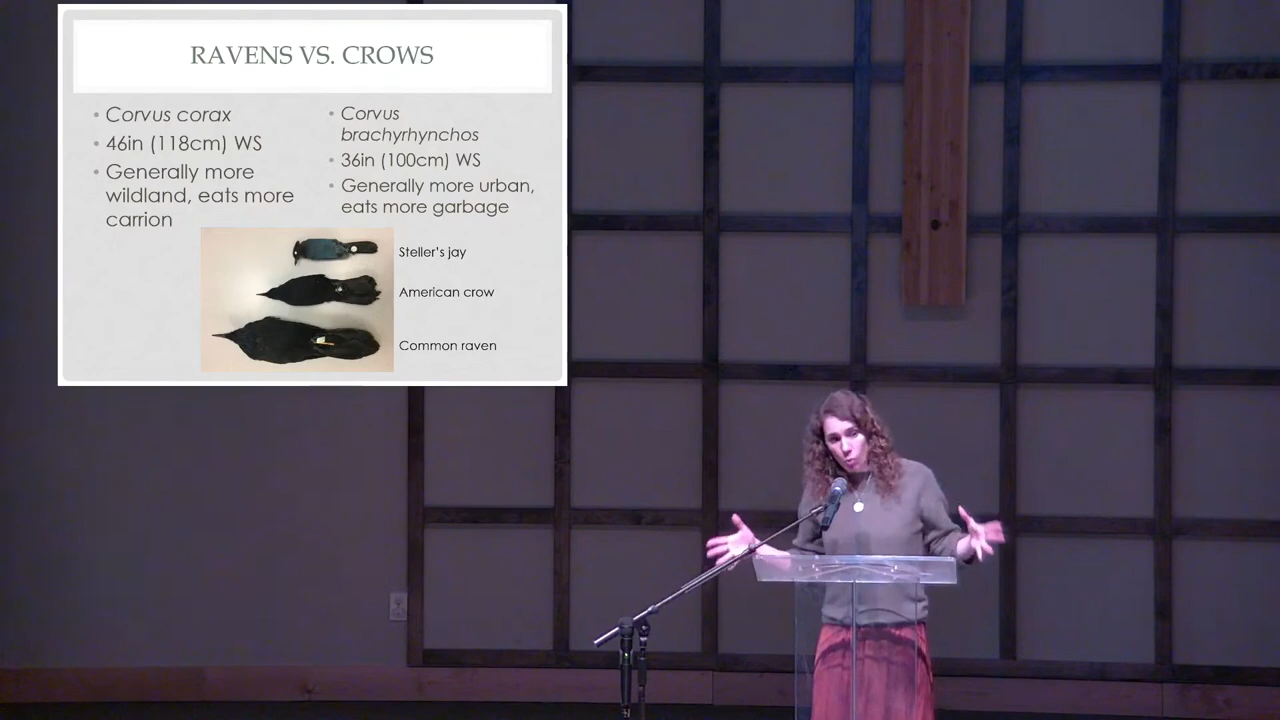 RAVENS VS. CROWS
• Corvus corax
• 46in (118cm) WS
• Generally more
wildland, eats more
carrion
• Corvus
brachyrhynchos
• 36in (100cm) WS
• Generally more urban,
eats more garbage
Steller's jay
American crow
Common raven